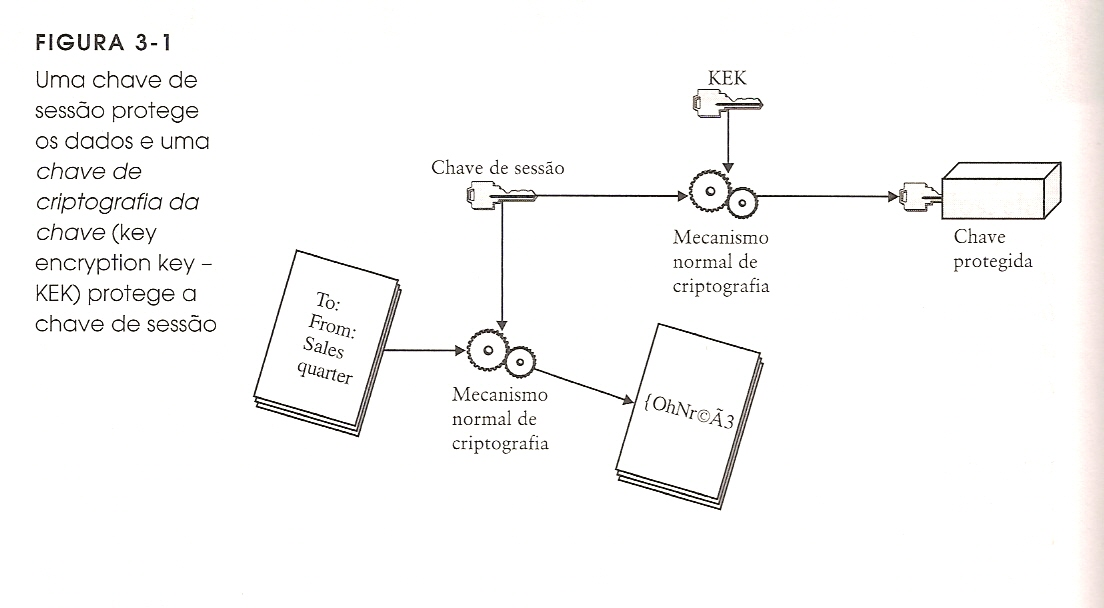 FIGURA 3-1
Uma chave de
sessão protege
os dados e uma
chave de
criptografia da
chave (key
encryption key –
KEK) protege a
chave de sessão
KEK
Chave de sessão
Mecanismo
normal de
criptografia
Chave
protegida
To:
From:
Sales
quarter
Mecanismo
normal de
criptografia
{OhNr©Ã3